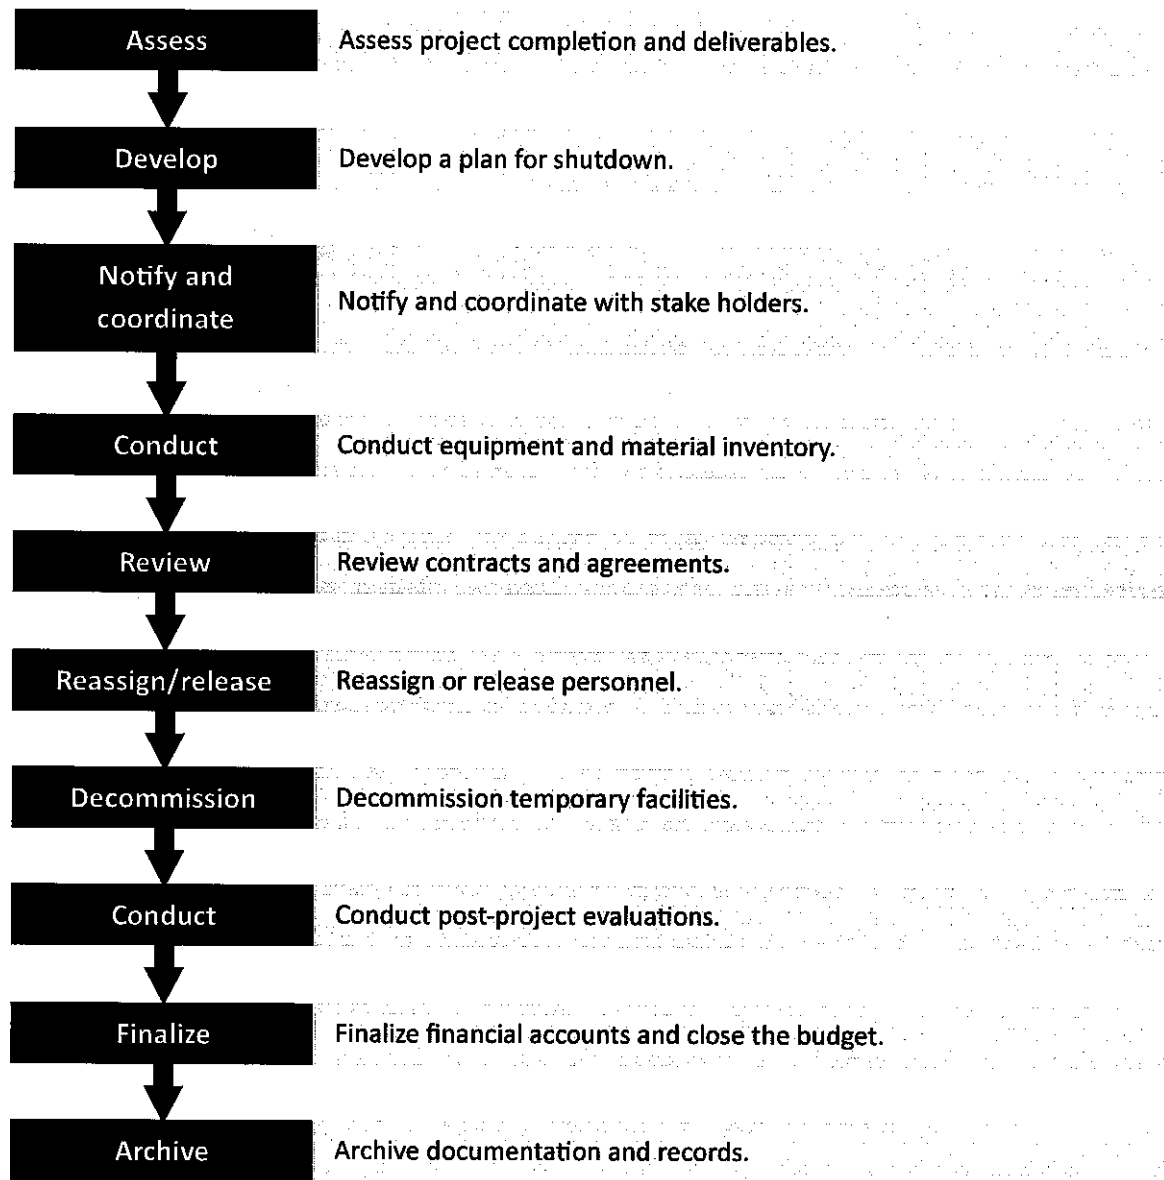 Assess
Assess project completion and deliverables.
Develop
Develop a plan for shutdown.
Notify and
coordinate
Notify and coordinate with stake holders.
Conduct
Conduct equipment and material inventory.
Review
Review contracts and agreements.
Reassign/release
Reassign or release personnel.
Decommission
Decommission temporary facilities.
Conduct
Conduct post-project evaluations.
Finalize
Finalize financial accounts and close the budget.
Archive
Archive documentation and records.